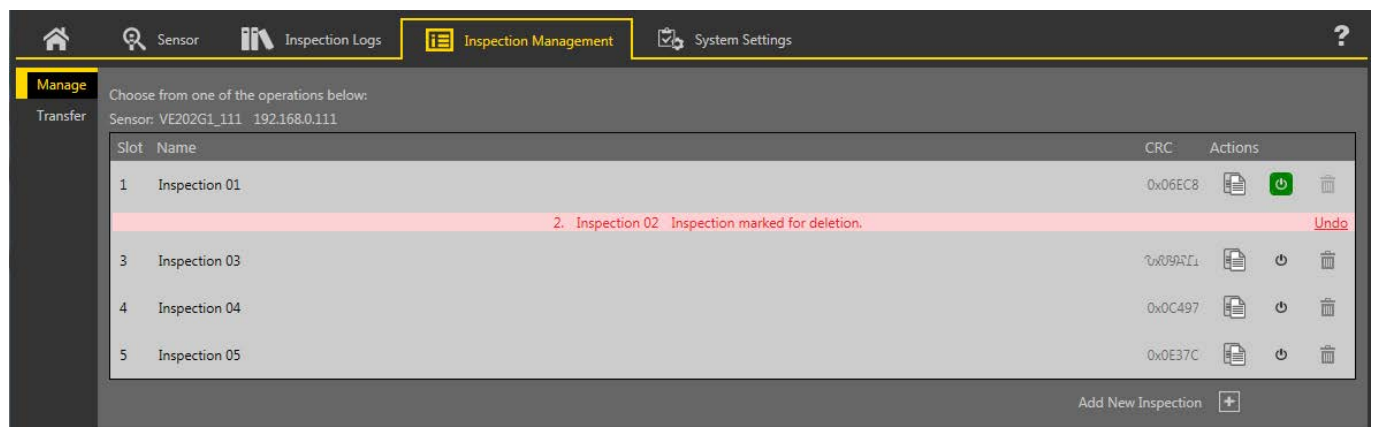 Sensor Inspection Logs Inspection Management System Settings ?
Manage
Transfer
Choose from one of the operations below:
Sensor: VE202G1_111 192.168.0.111
Slot Name CRC Actions
1 Inspection 01 0x06EC8
2. Inspection 02 Inspection marked for deletion. Undo
3 Inspection 03
4 Inspection 04 0x0C497
5 Inspection 05 0x0E37C
Add New Inspection +